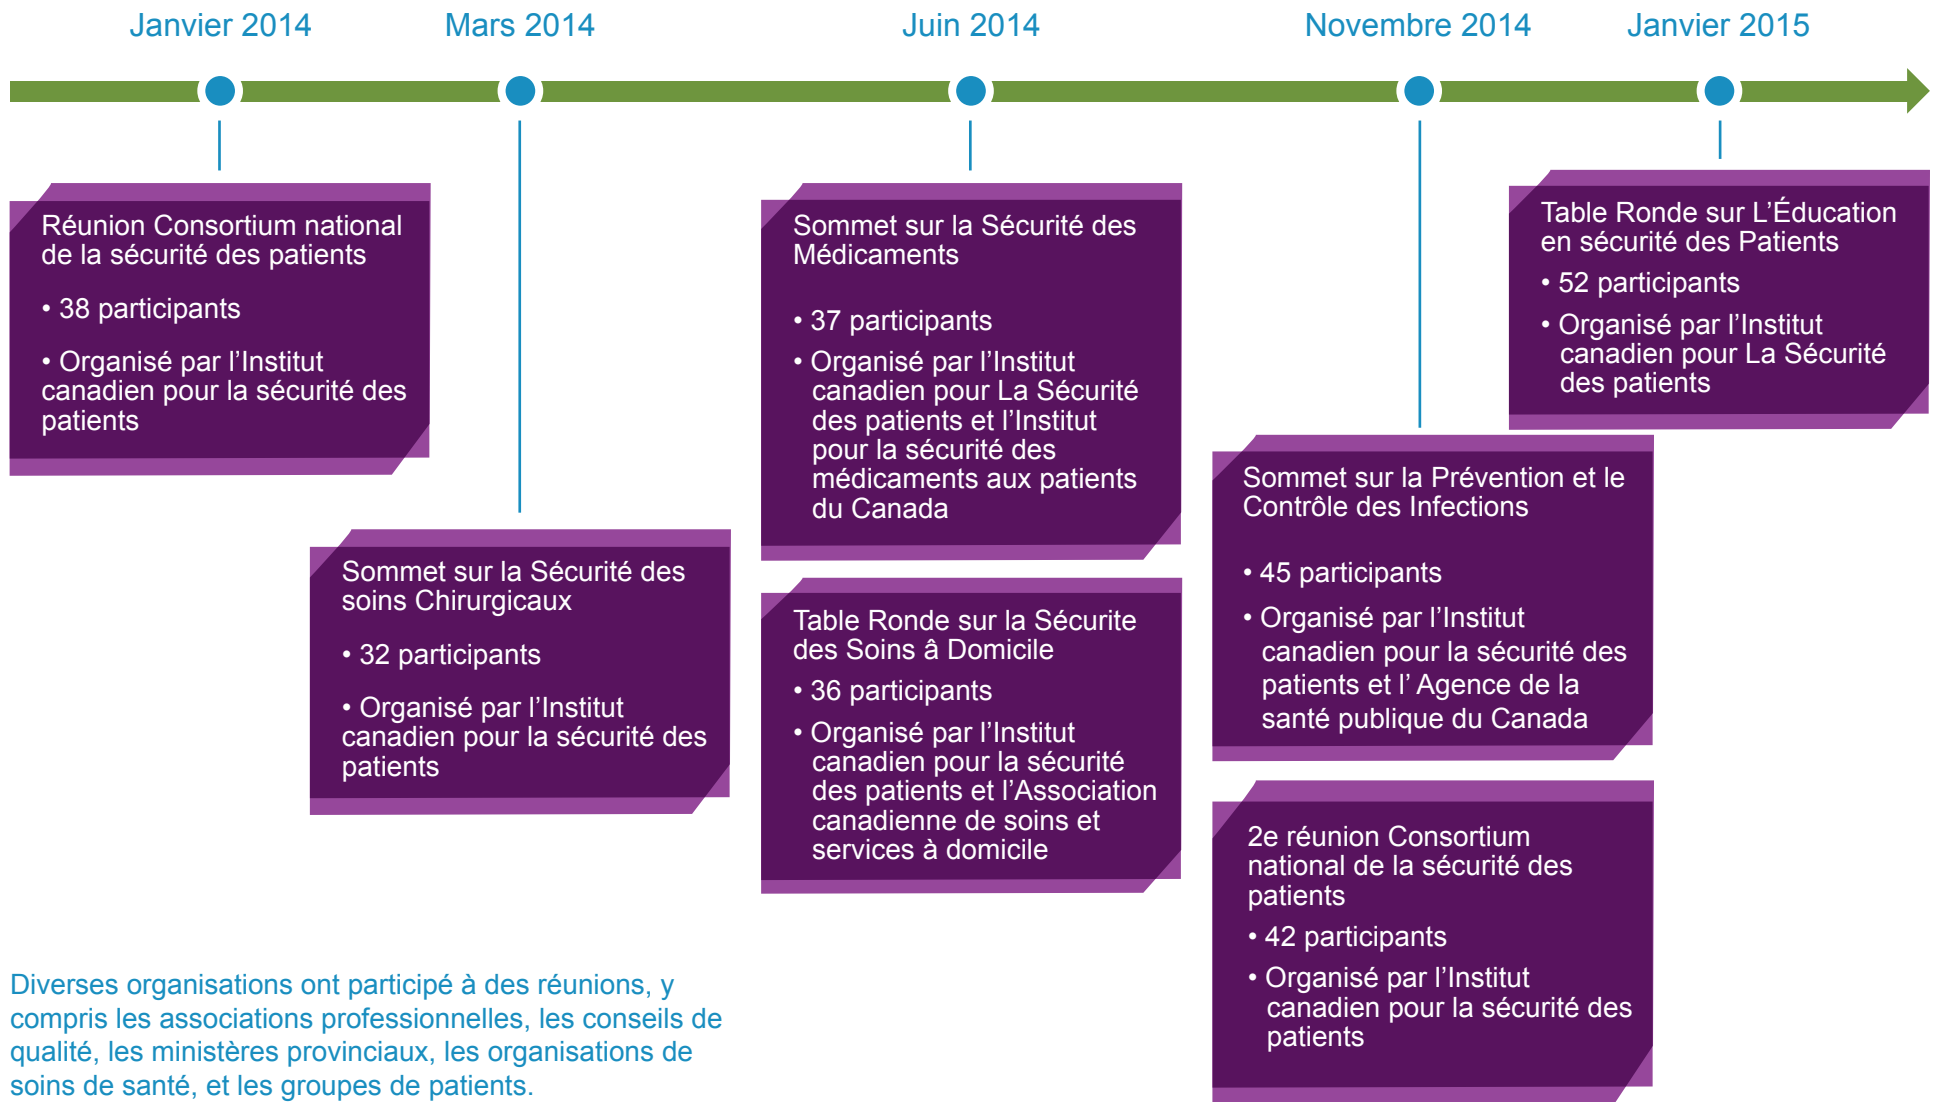 Janvier 2014
Mars 2014
Juin 2014
Novembre 2014
Janvier 2015
Réunion Consortium national
de la sécurité des patients
• 38 participants
• Organisé par l’Institut
canadien pour la sécurité des
patients
Sommet sur la Sécurité des
soins Chirurgicaux
• 32 participants
• Organisé par l’Institut
canadien pour la sécurité des
patients
Sommet sur la Sécurité des
Médicaments
• 37 participants
• Organisé par l’Institut
canadien pour La Sécurité
des patients et l’Institut
pour la sécurité des
médicaments aux patients
du Canada
Table Ronde sur la Sécurite
des Soins â Domicile
• 36 participants
• Organisé par l’Institut
canadien pour la sécurité
des patients et l’Association
canadienne de soins et
services à domicile
Sommet sur la Prévention et le
Contrôle des Infections
• 45 participants
• Organisé par l’Institut
canadien pour la sécurité des
patients et l’ Agence de la
santé publique du Canada
2e réunion Consortium
national de la sécurité des
patients
• 42 participants
• Organisé par l’Institut
canadien pour la sécurité des
patients
Table Ronde sur L’Éducation
en sécurité des Patients
• 52 participants
• Organisé par l’Institut
canadien pour La Sécurité
des patients
Diverses organisations ont participé à des réunions, y
compris les associations professionnelles, les conseils de
qualité, les ministères provinciaux, les organisations de
soins de santé, et les groupes de patients.